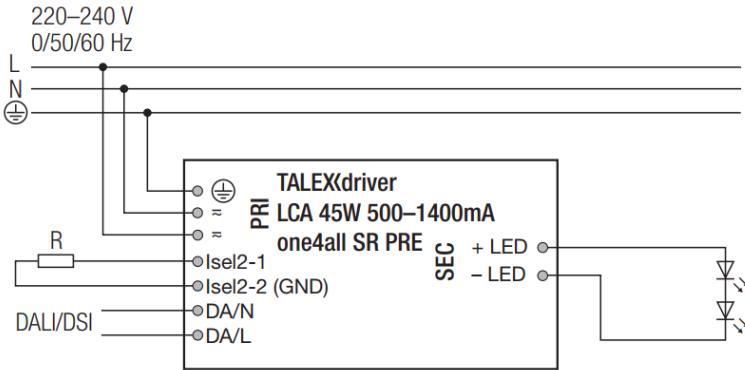 220–240 V
0/50/60 Hz
L
N
TALEXXdriver
LCA 45W 500–1400mA
one4all SR PRE
PRI
SEC
≂
≂
R
Isel2-1
Isel2-2 (GND)
DALI/DSI
DA/N
DA/L
+ LED
– LED